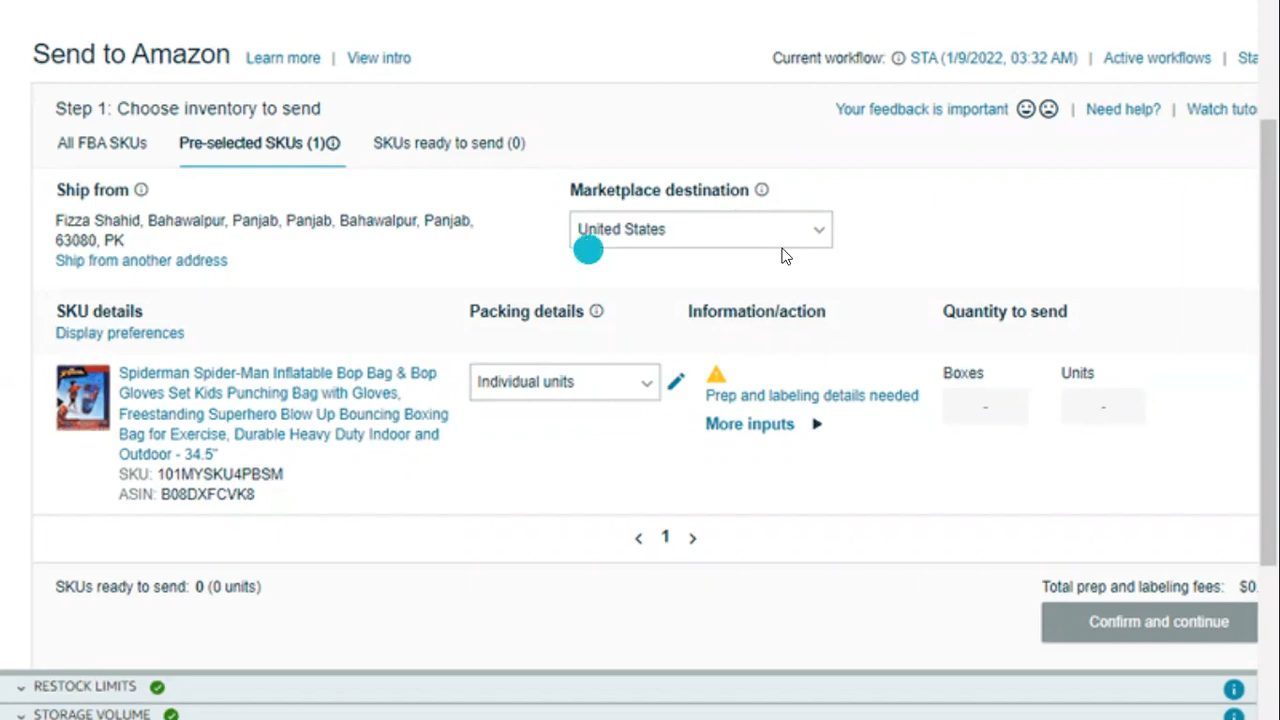 Send to Amazon Learn more | View intro
Current workflow: STA (1/9/2022, 03:32 AM) | Active workflows | Sta
Step 1: Choose inventory to send
Your feedback is important | Need help? | Watch tuto
All FBA SKUs Pre-selected SKUs (1) SKUs ready to send (0)
Ship from
Fizza Shahid, Bahawalpur, Panjab, Panjab, Bahawalpur, Panjab,
63080, PK
Ship from another address
Marketplace destination
United States
SKU details
Display preferences
Packing details
Information/action
Quantity to send
Spiderman Spider-Man Inflatable Bop Bag & Bop
Gloves Set Kids Punching Bag with Gloves,
Freestanding Superhero Blow Up Bouncing Boxing
Bag for Exercise, Durable Heavy Duty Indoor and
Outdoor - 34.5"
SKU: 101MYSKU4PBSM
ASIN: B08DXFCVK8
Individual units
Prep and labeling details needed
More inputs
Boxes
-
Units
-
1
SKUs ready to send: 0 (0 units)
Total prep and labeling fees: $0.
Confirm and continue
RESTOCK LIMITS
STORAGE VOLUME